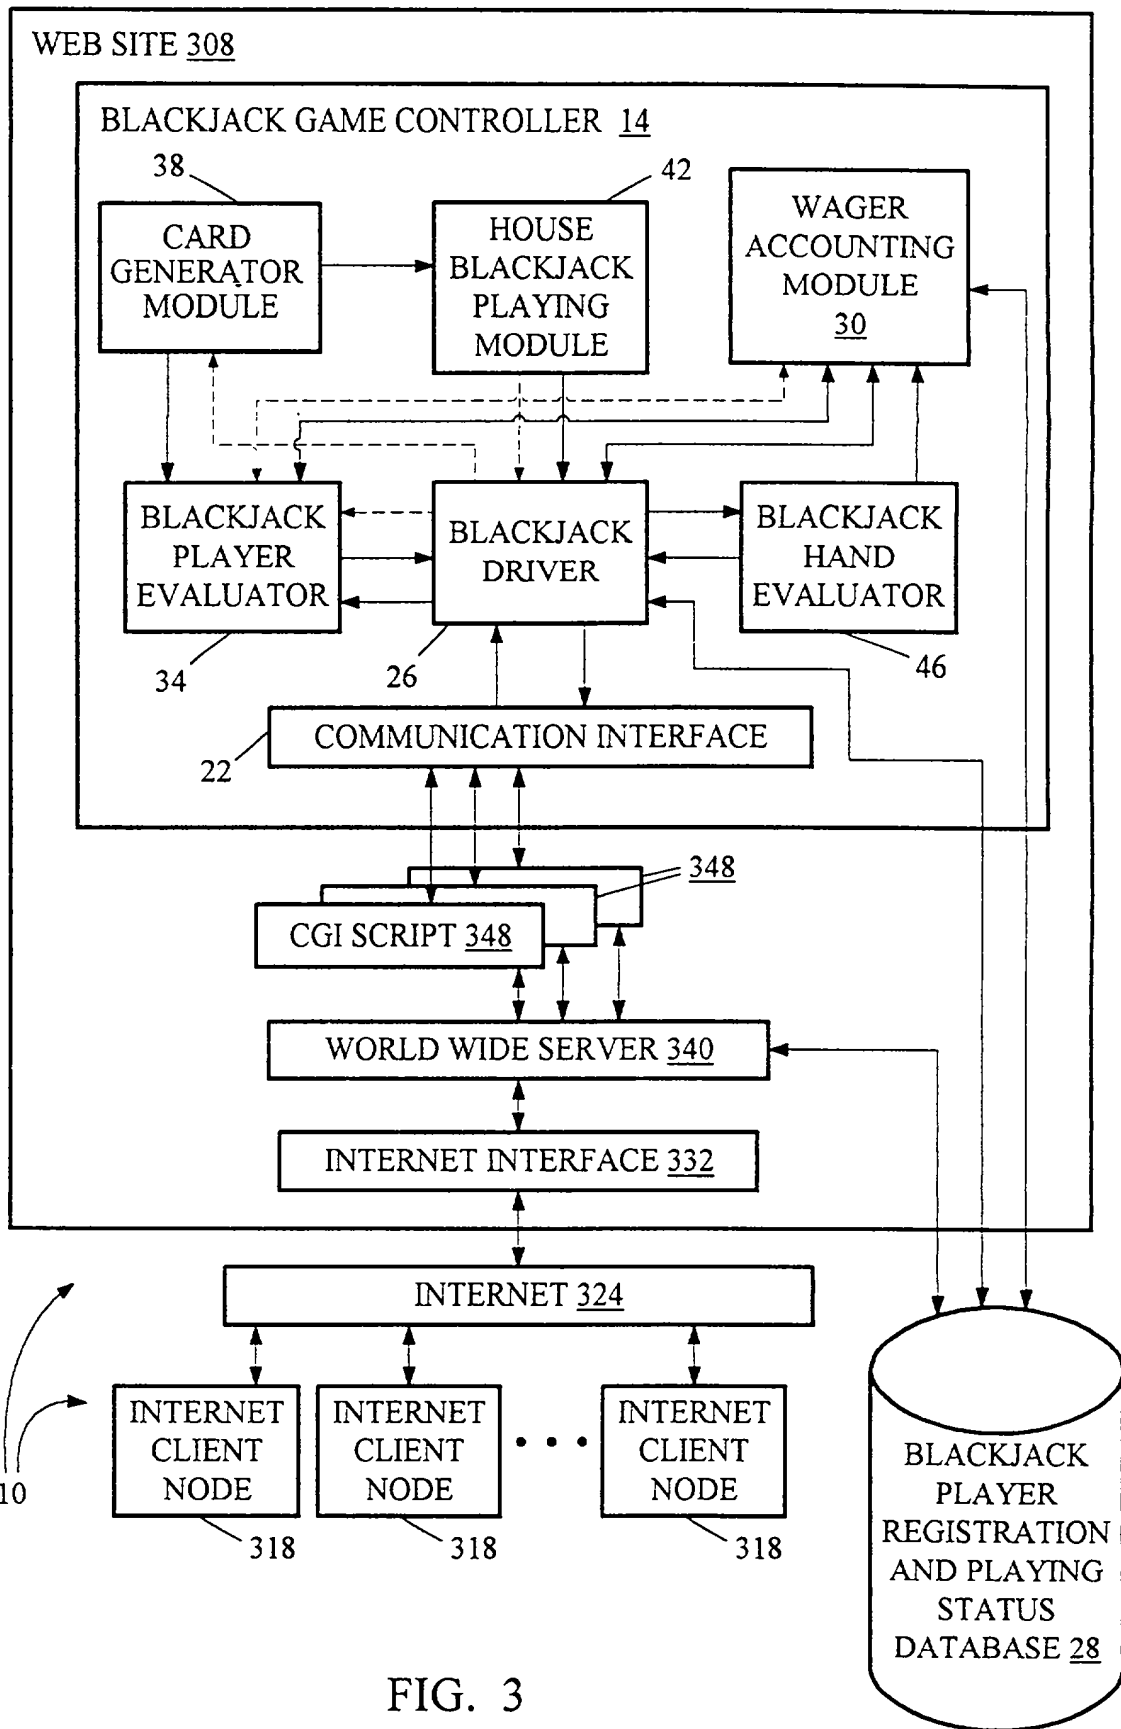 WEB SITE 308
BLACKJACK GAME CONTROLLER 14
38
42
CARD
GENERATOR
MODULE
HOUSE
BLACKJACK
PLAYING
MODULE
WAGER
ACCOUNTING
MODULE
30
BLACKJACK
PLAYER
EVALUATOR
BLACKJACK
DRIVER
BLACKJACK
HAND
EVALUATOR
34
26
46
COMMUNICATION INTERFACE
22
348
CGI SCRIPT 348
WORLD WIDE SERVER 340
INTERNET INTERFACE 332
INTERNET 324
INTERNET
CLIENT
NODE
INTERNET
CLIENT
NODE
INTERNET
CLIENT
NODE
10
318
318
318
BLACKJACK
PLAYER
REGISTRATION
AND PLAYING
STATUS
DATABASE 28
FIG. 3